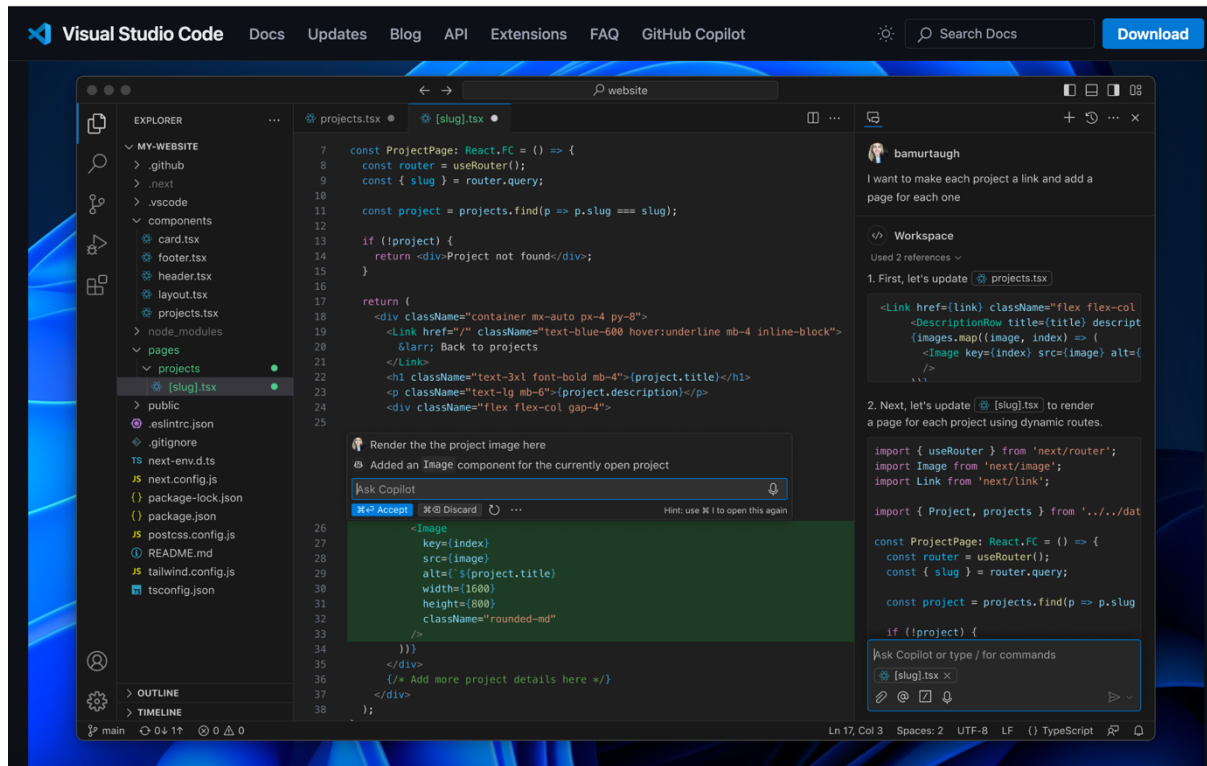 Visual Studio Code Docs Updates Blog API Extensions FAQ GitHub Copilot Search Docs Download
website
EXPLORER
MY-WEBSITE
.github
.next
.vscode
components
card.tsx
footer.tsx
header.tsx
layout.tsx
projects.tsx
node_modules
pages
projects
[slug].tsx
public
.eslintrc.json
.gitignore
TS next-env.d.ts
JS next.config.js
{} package-lock.json
{} package.json
JS postcss.config.js
README.md
JS tailwind.config.js
tsconfig.json
OUTLINE
TIMELINE
projects.tsx [slug].tsx
7 const ProjectPage: React.FC = () => {
8 const router = useRouter();
9 const { slug } = router.query;
10
11 const project = projects.find(p => p.slug === slug);
12
13 if (!project) {
14 return <div>Project not found</div>;
15 }
16
17 return (
18 <div className="container mx-auto px-4 py-8">
19 <Link href="/" className="text-blue-600 hover:underline mb-4 inline-block">
20 &larr; Back to projects
21 </Link>
22 <h1 className="text-3xl font-bold mb-4">{project.title}</h1>
23 <p className="text-lg mb-6">{project.description}</p>
24 <div className="flex flex-col gap-4">
25
Render the the project image here
Added an Image component for the currently open project
Ask Copilot
Accept Discard Hint: use ⌘ I to open this again
26 <Image
27 key={index}
28 src={image}
29 alt={`${project.title}
30 width={1600}
31 height={800}
32 className="rounded-md"
33 />
34 ))}
35 </div>
36 {/* Add more project details here */}
37 </div>
38 );
bamurtaugh
I want to make each project a link and add a
page for each one
Workspace
Used 2 references
1. First, let's update projects.tsx
<Link href={link} className="flex flex-col
<DescriptionRow title={title} descript
{images.map((image, index) => (
<Image key={index} src={image} alt={
/>
))}
2. Next, let's update [slug].tsx to render
a page for each project using dynamic routes.
import { useRouter } from 'next/router';
import Image from 'next/image';
import Link from 'next/link';
import { Project, projects } from '../../dat
const ProjectPage: React.FC = () => {
const router = useRouter();
const { slug } = router.query;
const project = projects.find(p => p.slug
if (!project) {
Ask Copilot or type / for commands
[slug].tsx
main 0↓ 1↑ 0 0 Ln 17, Col 3 Spaces: 2 UTF-8 LF {} TypeScript